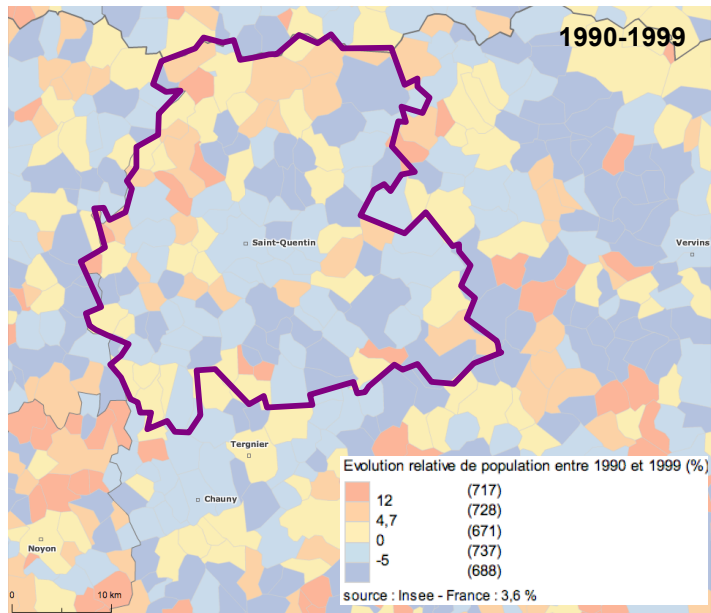 1990-1999
Saint-Quentin
Vervins
Tergnier
Chauny
Noyon
0 10 km
Evolution relative de population entre 1990 et 1999 (%)
(717)
12
(728)
4,7
(671)
0
(737)
-5
(688)
source : Insee - France : 3,6 %